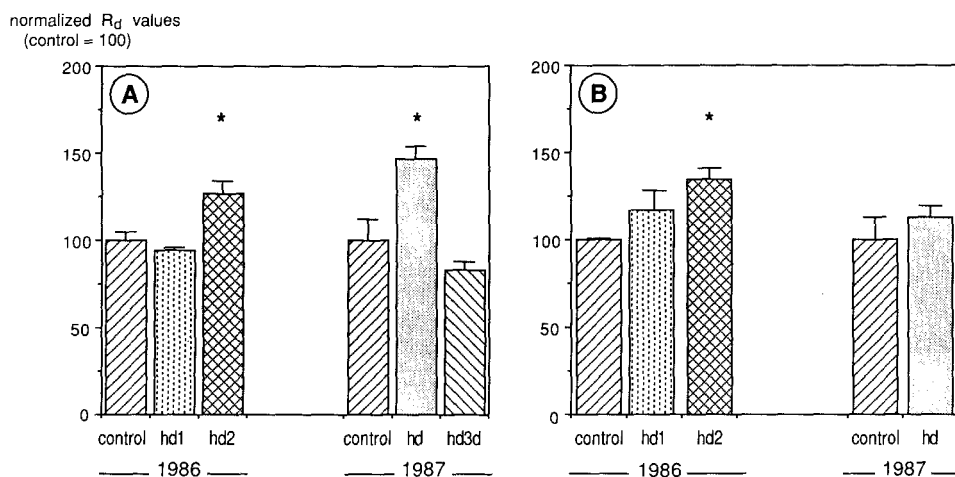 normalized Rd values
(control = 100)
200
150
100
50
0
A
*
*
control hd1 hd2 control hd hd3d
1986 1987
200
150
100
50
0
B
*
control hd1 hd2 control hd
1986 1987